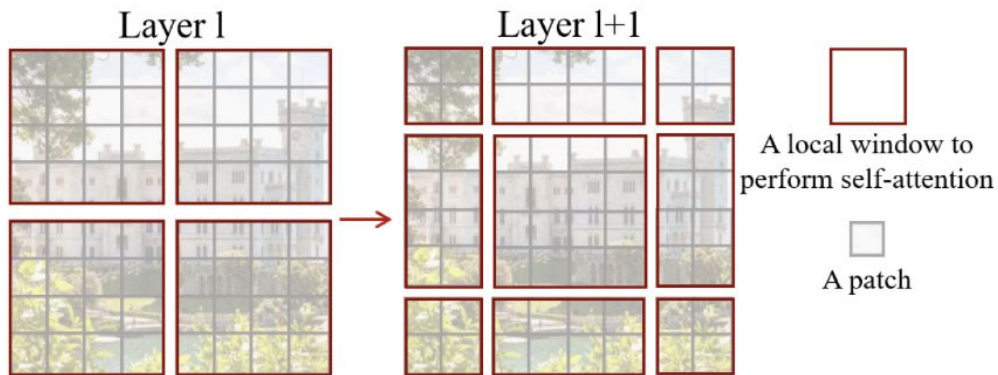 Layer l
Layer l+1
A local window to
perform self-attention
A patch